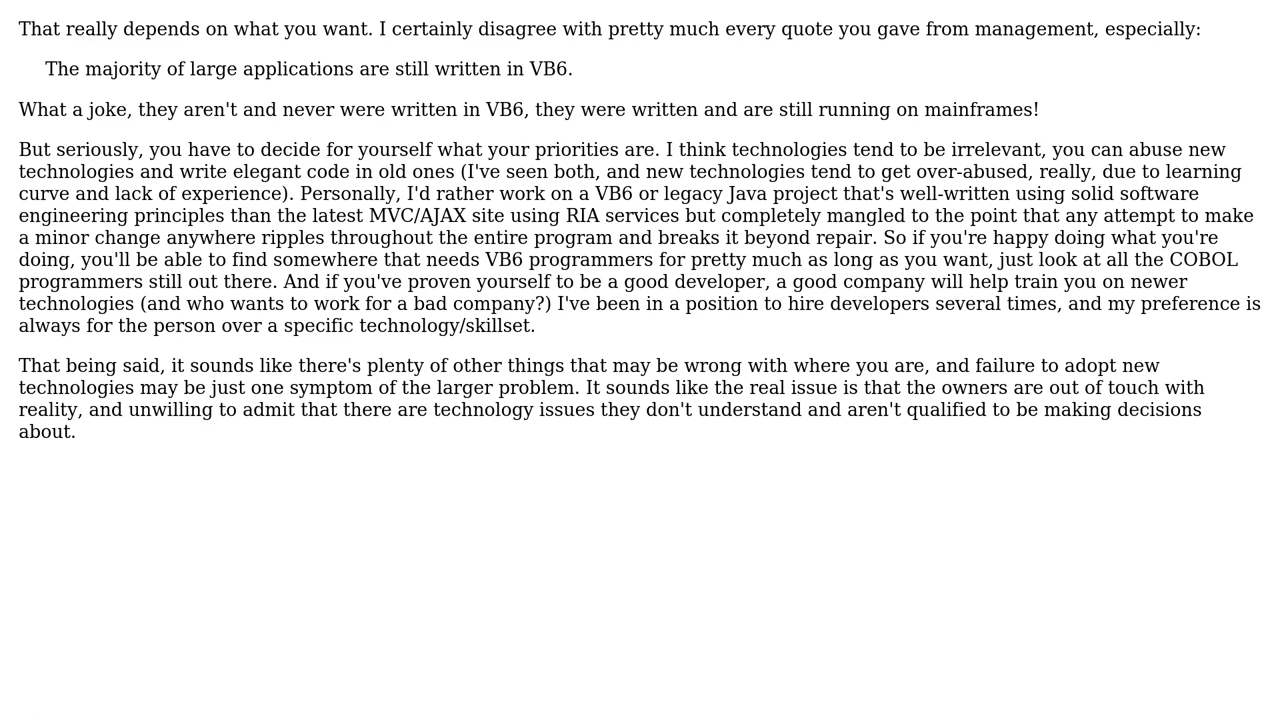 That really depends on what you want. I certainly disagree with pretty much every quote you gave from management, especially:
The majority of large applications are still written in VB6.
What a joke, they aren't and never were written in VB6, they were written and are still running on mainframes!
But seriously, you have to decide for yourself what your priorities are. I think technologies tend to be irrelevant, you can abuse new
technologies and write elegant code in old ones (I've seen both, and new technologies tend to get over-abused, really, due to learning
curve and lack of experience). Personally, I'd rather work on a VB6 or legacy Java project that's well-written using solid software
engineering principles than the latest MVC/AJAX site using RIA services but completely mangled to the point that any attempt to make
a minor change anywhere ripples throughout the entire program and breaks it beyond repair. So if you're happy doing what you're
doing, you'll be able to find somewhere that needs VB6 programmers for pretty much as long as you want, just look at all the COBOL
programmers still out there. And if you've proven yourself to be a good developer, a good company will help train you on newer
technologies (and who wants to work for a bad company?) I've been in a position to hire developers several times, and my preference is
always for the person over a specific technology/skillset.
That being said, it sounds like there's plenty of other things that may be wrong with where you are, and failure to adopt new
technologies may be just one symptom of the larger problem. It sounds like the real issue is that the owners are out of touch with
reality, and unwilling to admit that there are technology issues they don't understand and aren't qualified to be making decisions
about.